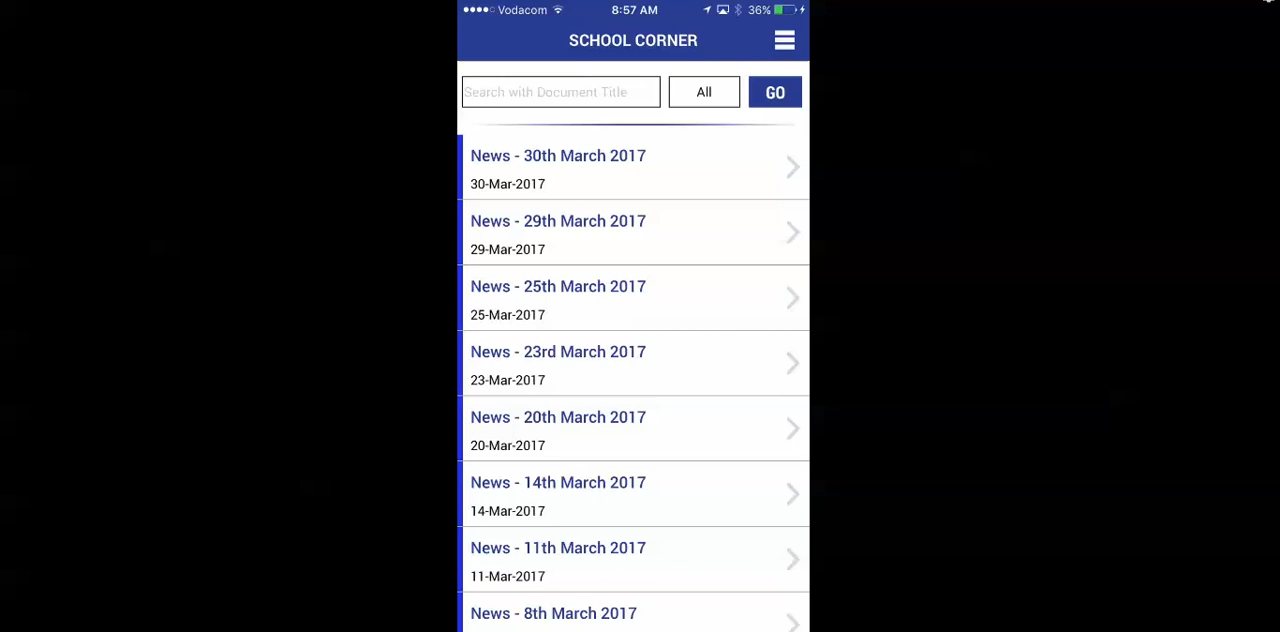 Vodacom 8:57 AM 36%
SCHOOL CORNER
Search with Document Title All GO
News - 30th March 2017
30-Mar-2017
News - 29th March 2017
29-Mar-2017
News - 25th March 2017
25-Mar-2017
News - 23rd March 2017
23-Mar-2017
News - 20th March 2017
20-Mar-2017
News - 14th March 2017
14-Mar-2017
News - 11th March 2017
11-Mar-2017
News - 8th March 2017